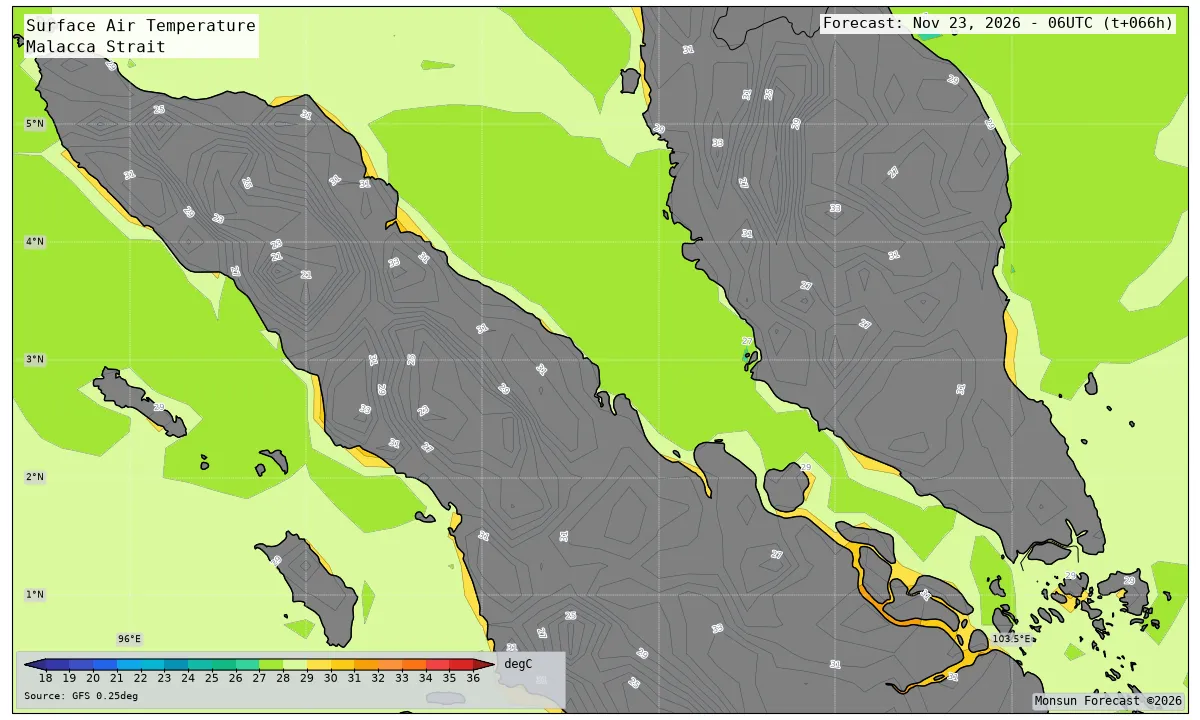 Surface Air Temperature
Malacca Strait
Forecast: Nov 23, 2026 - 06UTC (t+066h)
5°N
4°N
3°N
2°N
1°N
96°E
103.5°E
degC
18 19 20 21 22 23 24 25 26 27 28 29 30 31 32 33 34 35 36
Source: GFS 0.25deg
Monsun Forecast ©2026